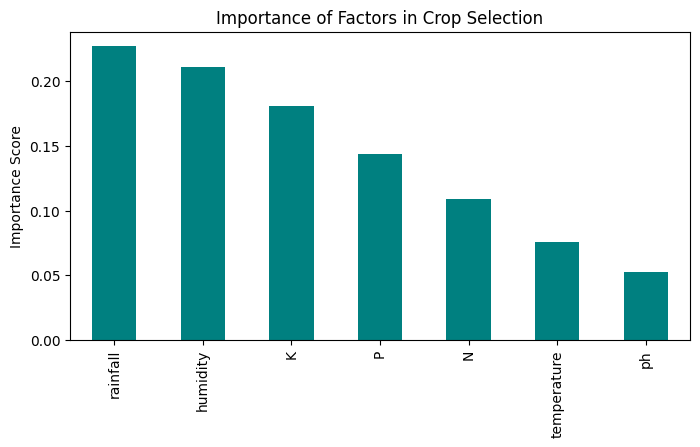 Importance of Factors in Crop Selection
Importance Score
0.20
0.15
0.10
0.05
0.00
rainfall
humidity
K
P
N
temperature
ph